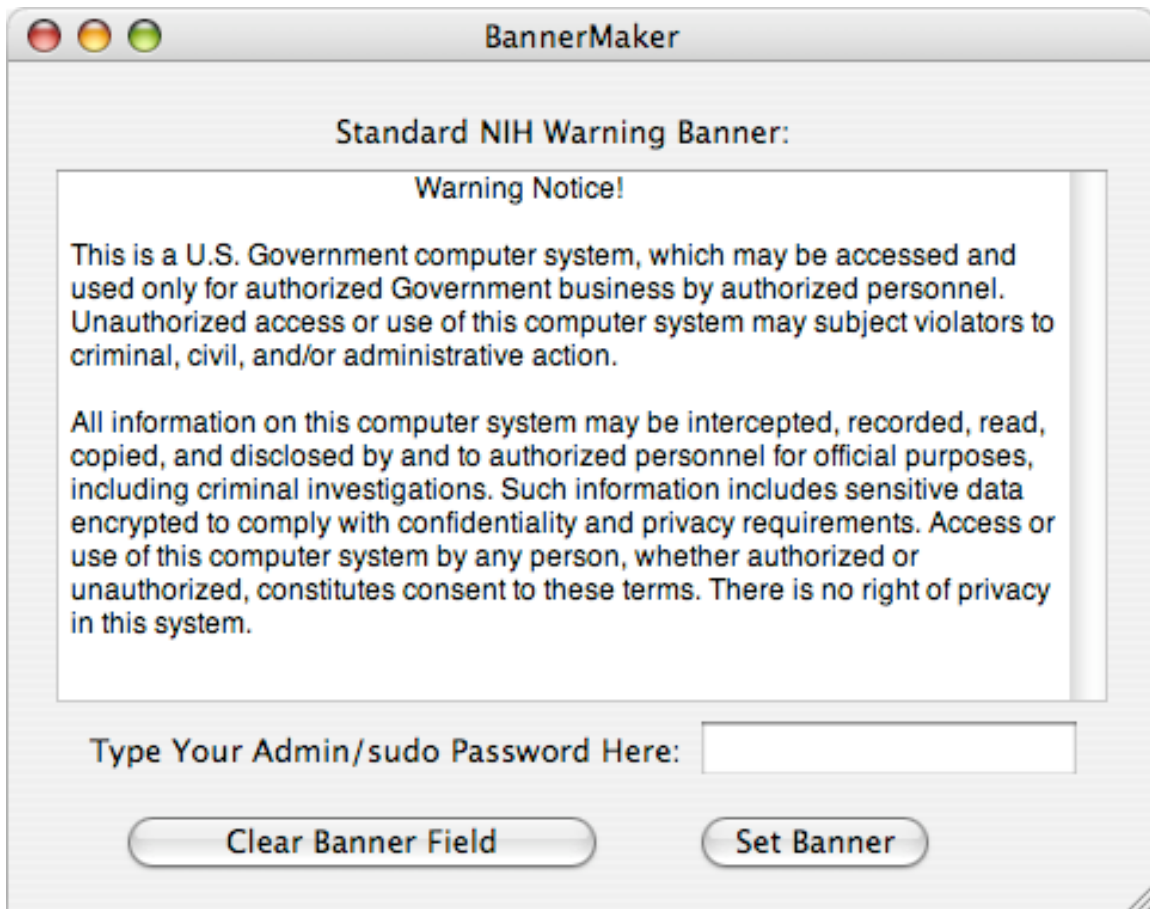 BannerMaker
Standard NIH Warning Banner:
Warning Notice!
This is a U.S. Government computer system, which may be accessed and
used only for authorized Government business by authorized personnel.
Unauthorized access or use of this computer system may subject violators to
criminal, civil, and/or administrative action.
All information on this computer system may be intercepted, recorded, read,
copied, and disclosed by and to authorized personnel for official purposes,
including criminal investigations. Such information includes sensitive data
encrypted to comply with confidentiality and privacy requirements. Access or
use of this computer system by any person, whether authorized or
unauthorized, constitutes consent to these terms. There is no right of privacy
in this system.
Type Your Admin/sudo Password Here:
Clear Banner Field Set Banner